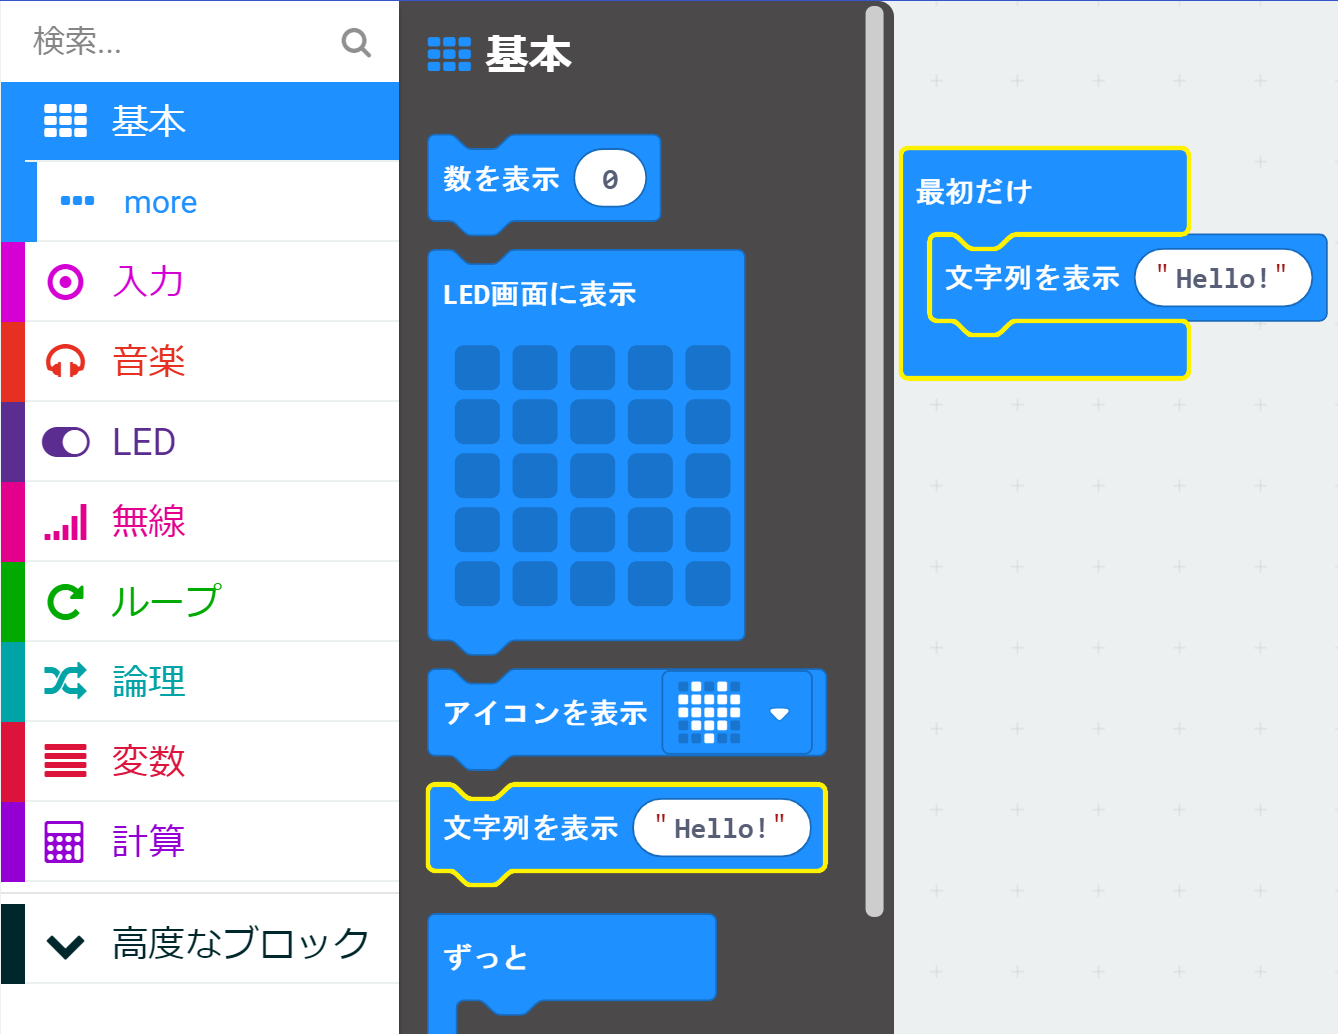 検索...
基本
more
入力
音楽
LED
無線
ループ
論理
変数
計算
高度なブロック
基本
数を表示 0
LED画面に表示
アイコンを表示
文字列を表示 "Hello!"
ずっと
最初だけ
文字列を表示 "Hello!"